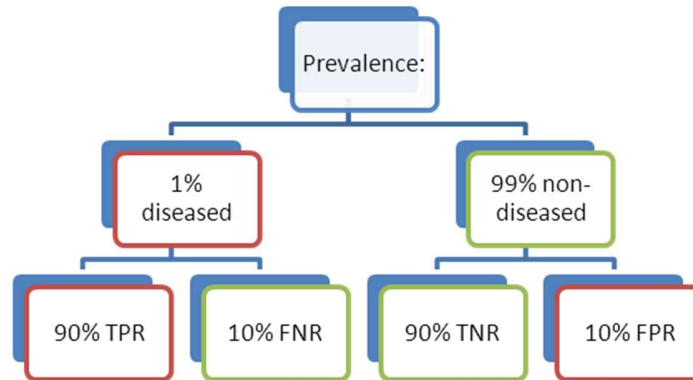 Prevalence:
1%
diseased
99% non-
diseased
90% TPR
10% FNR
90% TNR
10% FPR